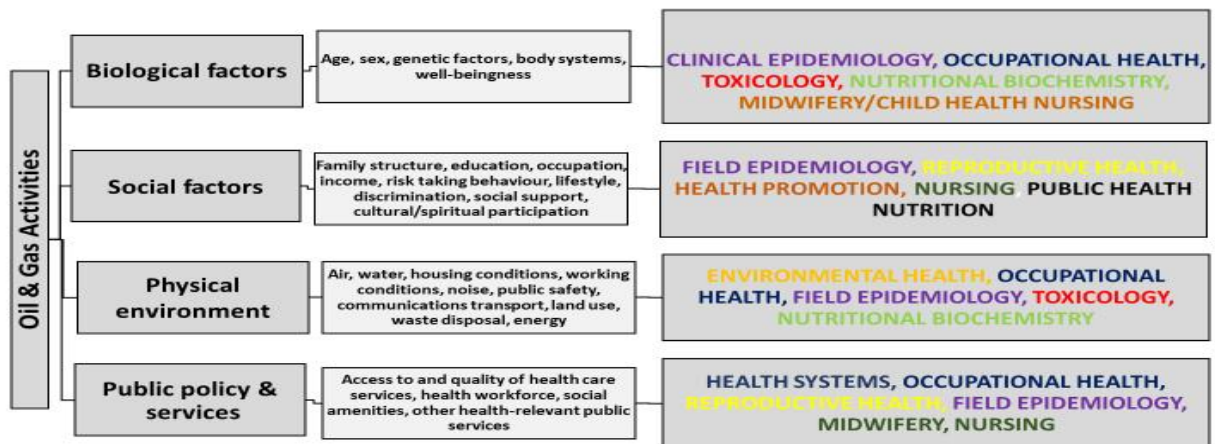 Oil & Gas Activities
Biological factors
Age, sex, genetic factors, body systems,
well-beingness
CLINICAL EPIDEMIOLOGY, OCCUPATIONAL HEALTH,
TOXICOLOGY, NUTRITIONAL BIOCHEMISTRY,
MIDWIFERY/CHILD HEALTH NURSING
Social factors
Family structure, education, occupation,
income, risk taking behaviour, lifestyle,
discrimination, social support,
cultural/spiritual participation
FIELD EPIDEMIOLOGY, REPRODUCTIVE HEALTH,
HEALTH PROMOTION, NURSING, PUBLIC HEALTH
NUTRITION
Physical
environment
Air, water, housing conditions, working
conditions, noise, public safety,
communications transport, land use,
waste disposal, energy
ENVIRONMENTAL HEALTH, OCCUPATIONAL
HEALTH, FIELD EPIDEMIOLOGY, TOXICOLOGY,
NUTRITIONAL BIOCHEMISTRY
Public policy &
services
Access to and quality of health care
services, health workforce, social
amenities, other health-relevant public
services
HEALTH SYSTEMS, OCCUPATIONAL HEALTH,
REPRODUCTIVE HEALTH, FIELD EPIDEMIOLOGY,
MIDWIFERY, NURSING